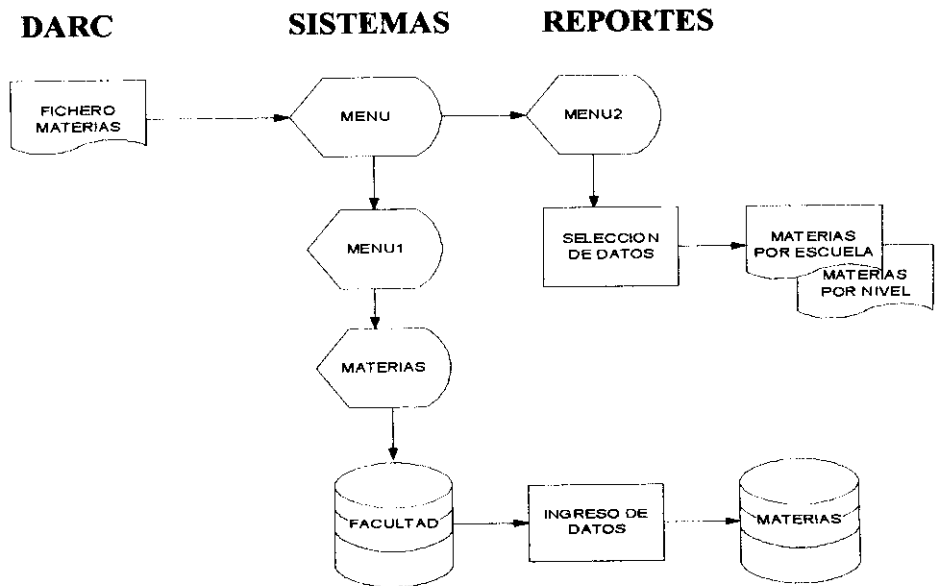 DARC
SISTEMAS
REPORTES
FICHERO
MATERIAS
MENU
MENU2
MENU1
SELECCION
DE DATOS
MATERIAS
POR ESCUELA
MATERIAS
POR NIVEL
MATERIAS
FACULTAD
INGRESO DE
DATOS
MATERIAS